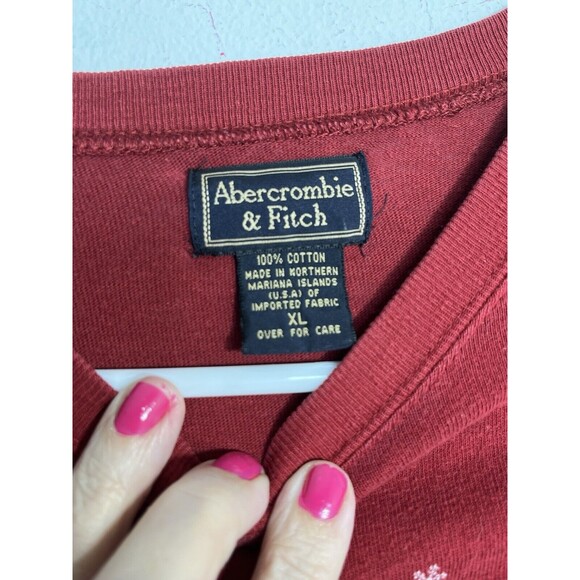 Abercrombie
& Fitch
100% COTTON
MADE IN NORTHERN
MARIANA ISLANDS
(U.S.A) OF
IMPORTED FABRIC
XL
OVER FOR CARE